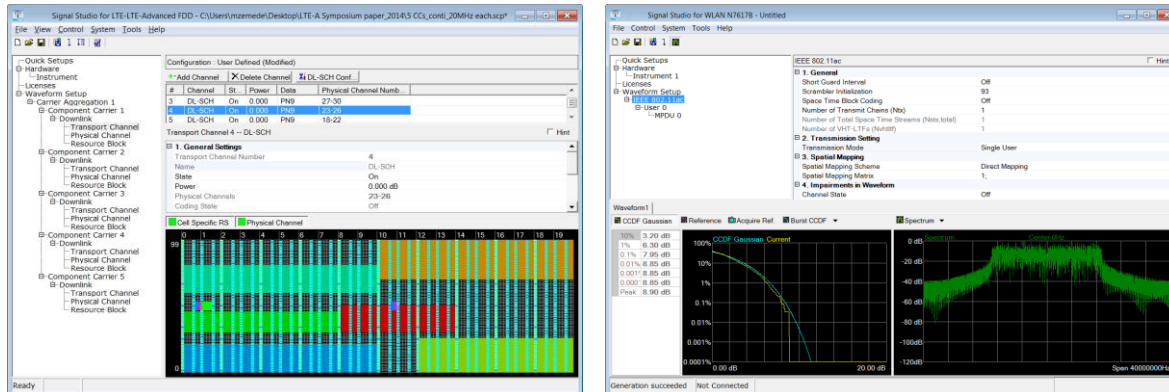 Signal Studio for LTE-LTE-Advanced FDD - C:\Users\mzemede\Desktop\LTE-A Symposium paper_2014\5 CCs_conti_20MHz each.scp*
File View Control System Tools Help
Quick Setups
Hardware
Instrument
Licenses
Waveform Setup
Carrier Aggregation 1
Component Carrier 1
Downlink
Transport Channel
Physical Channel
Resource Block
Component Carrier 2
Downlink
Transport Channel
Physical Channel
Resource Block
Component Carrier 3
Downlink
Transport Channel
Physical Channel
Resource Block
Component Carrier 4
Downlink
Transport Channel
Physical Channel
Resource Block
Component Carrier 5
Downlink
Transport Channel
Physical Channel
Resource Block
Configuration : User Defined (Modified)
Add Channel Delete Channel DL-SCH Conf...
# Channel St... Power Data Physical Channel Numb...
3 DL-SCH On 0.000 PN9 27-30
4 DL-SCH On 0.000 PN9 23-26
5 DL-SCH On 0.000 PN9 18-22
Transport Channel 4 -- DL-SCH Hint
1. General Settings
Transport Channel Number 4
Name DL-SCH
State On
Power 0.000 dB
Physical Channels 23-26
Coding State Off
Cell Specific RS Physical Channel
0 1 2 3 4 5 6 7 8 9 10 11 12 13 14 15 16 17 18 19
99
0
Ready
Signal Studio for WLAN N7617B - Untitled
File Control System Tools Help
Quick Setups
Hardware
Instrument 1
Licenses
Waveform Setup
IEEE 802.11ac
User 0
MPDU 0
IEEE 802.11ac Hint
1. General
Short Guard Interval Off
Scrambler Initialization 93
Space Time Block Coding Off
Number of Transmit Chains (Ntx) 1
Number of Total Space Time Streams (Nsts,total) 1
Number of VHT-LTFs (Nvhtltf) 1
2. Transmission Setting
Transmission Mode Single User
3. Spatial Mapping
Spatial Mapping Scheme Direct Mapping
Spatial Mapping Matrix 1;
4. Impairments in Waveform
Channel State Off
Waveform1
CCDF Gaussian Reference Acquire Ref. Burst CCDF
10% 3.20 dB
1% 6.30 dB
0.1% 7.95 dB
0.01% 8.85 dB
0.001% 8.85 dB
8.85 dB
Peak 8.90 dB
CCDF Gaussian Current
100%
10%
1%
0.1%
0.01%
0.001%
0.0001%
0.00 dB 20.00 dB
Spectrum
Spectrum Center 0Hz
0 dB
-20 dB
-40 dB
-60 dB
-80 dB
-100dB
-120dB
Span 40000000Hz
Generation succeeded Not Connected